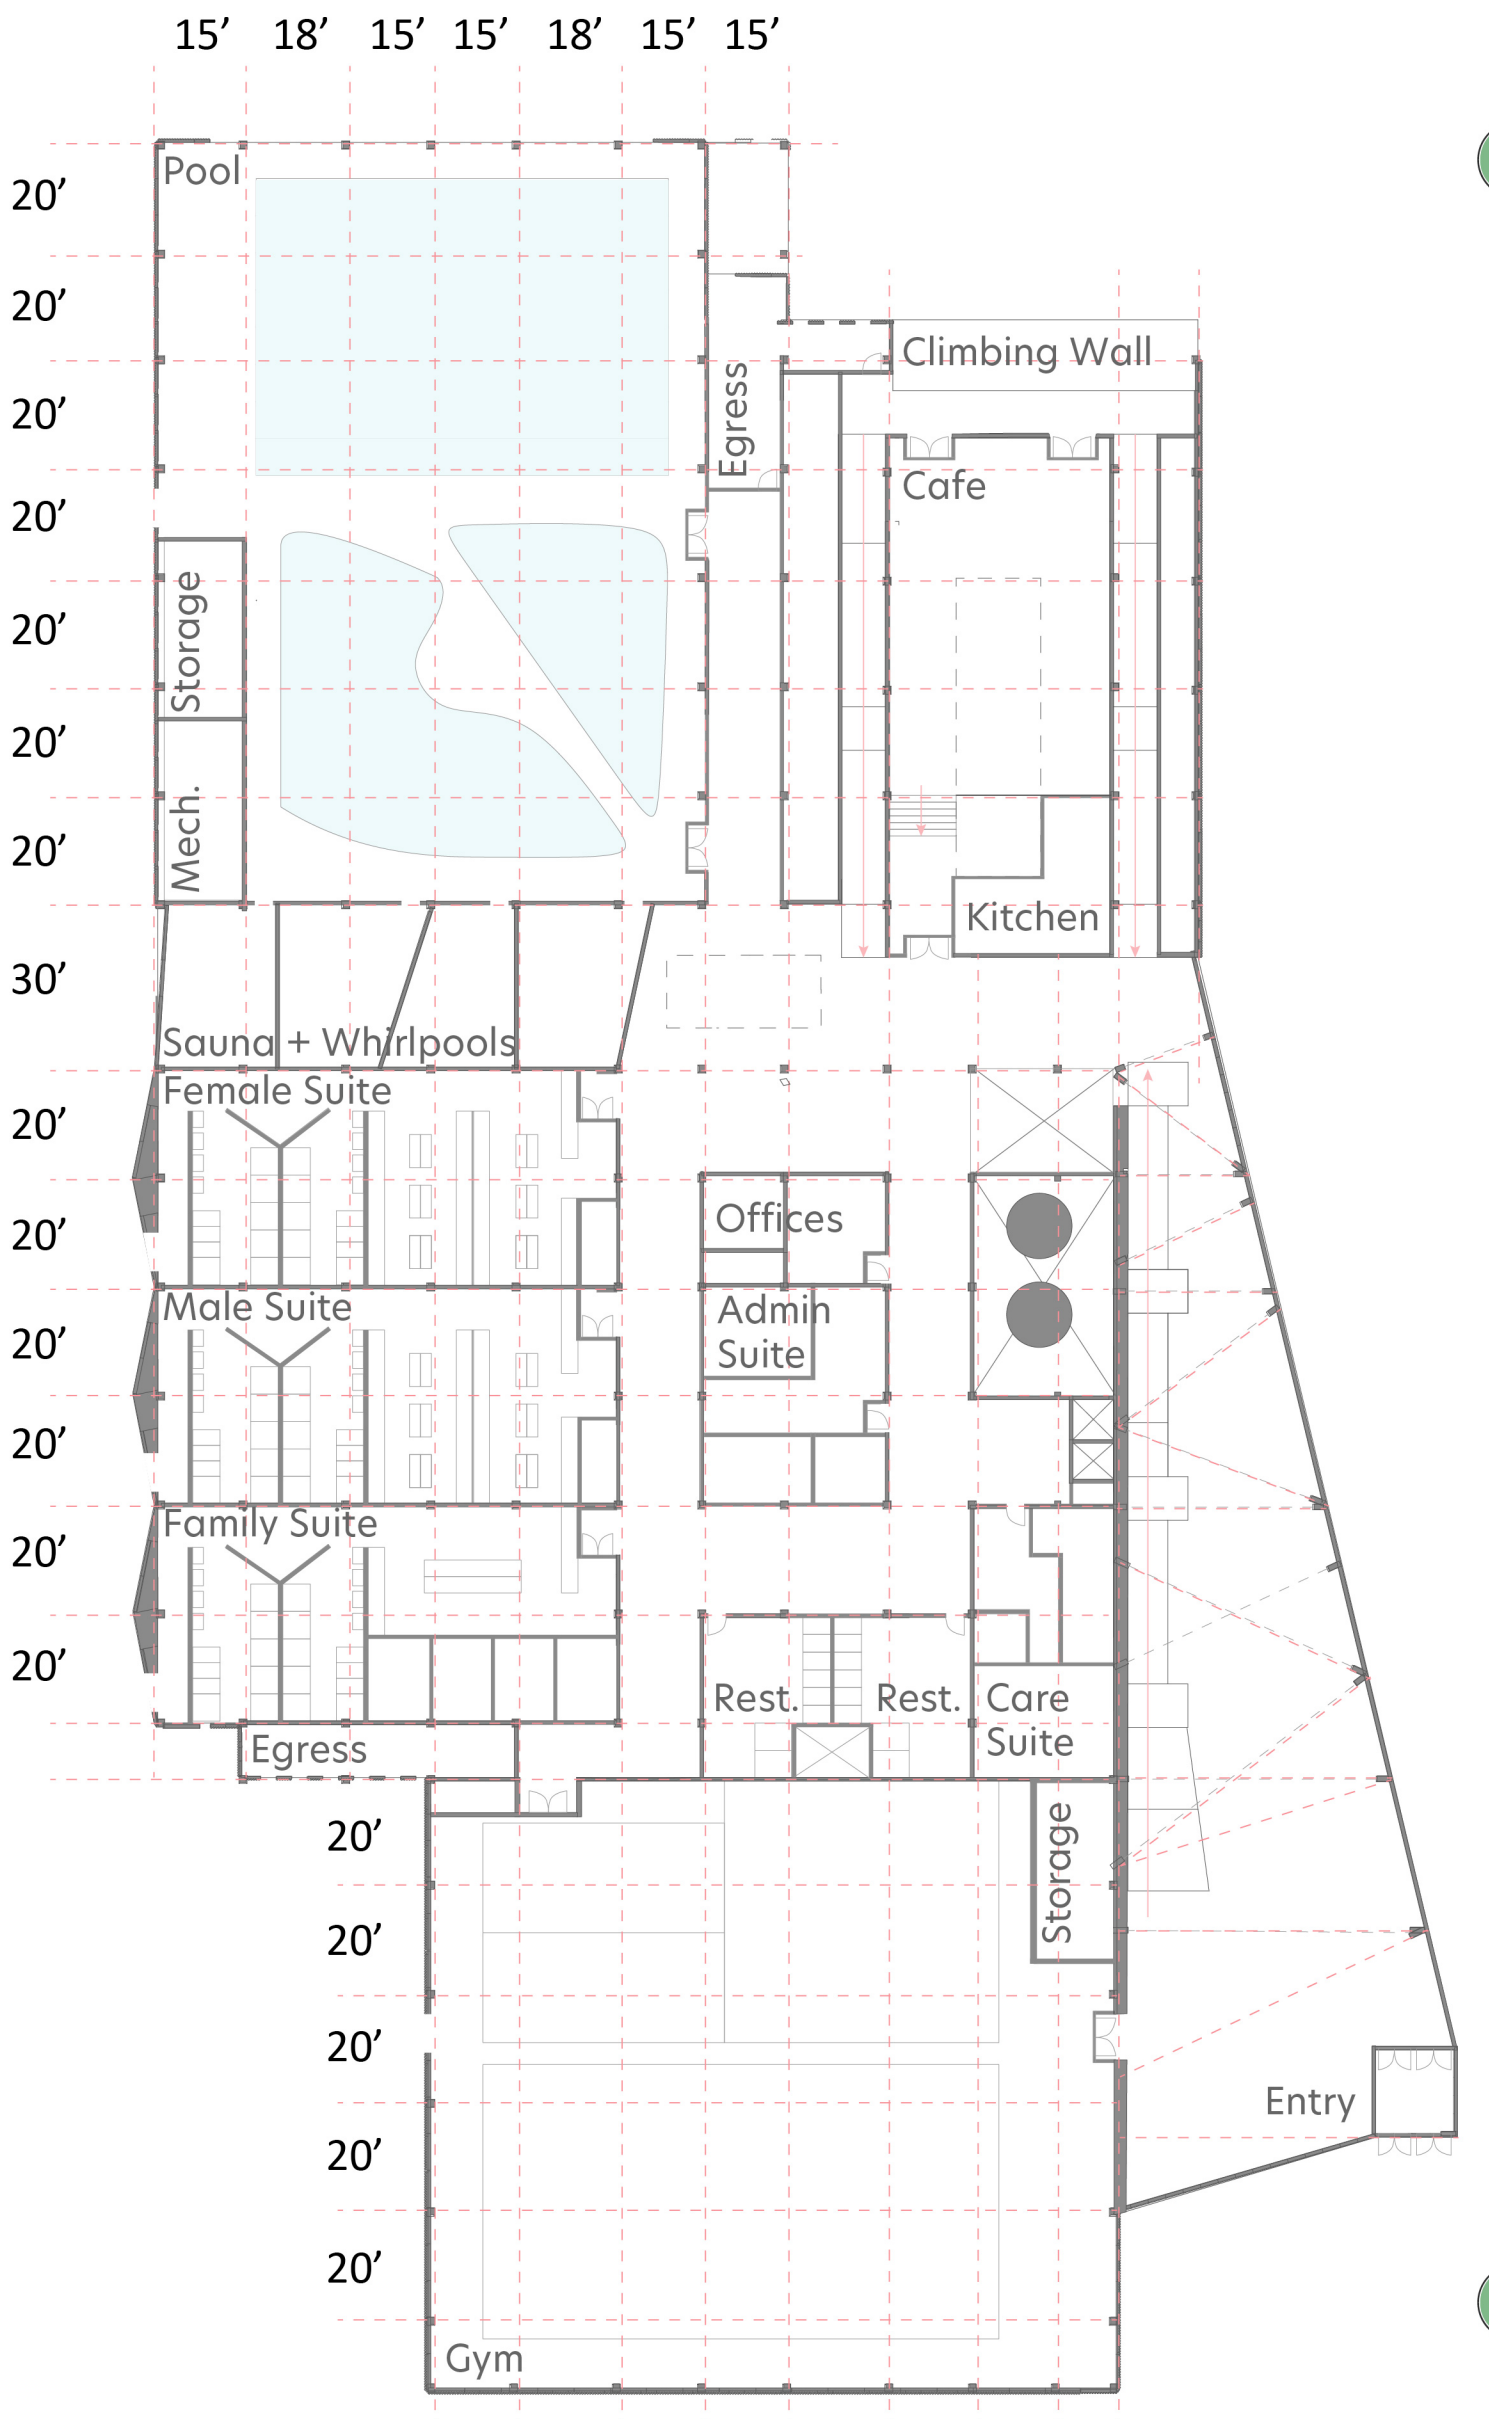 15’ 18’ 15’ 15’ 18’ 15’ 15’
Pool
20’
20’
Climbing Wall
Egress
20’
Cafe
20’
Storage
20’
20’
Mech.
20’
Kitchen
30’
Sauna + Whirlpools
Female Suite
20’
Offices
20’
Male Suite
Admin
Suite
20’
20’
Family Suite
20’
20’
Rest.
Rest.
Care
Suite
Egress
20’
Storage
20’
20’
Entry
20’
20’
Gym